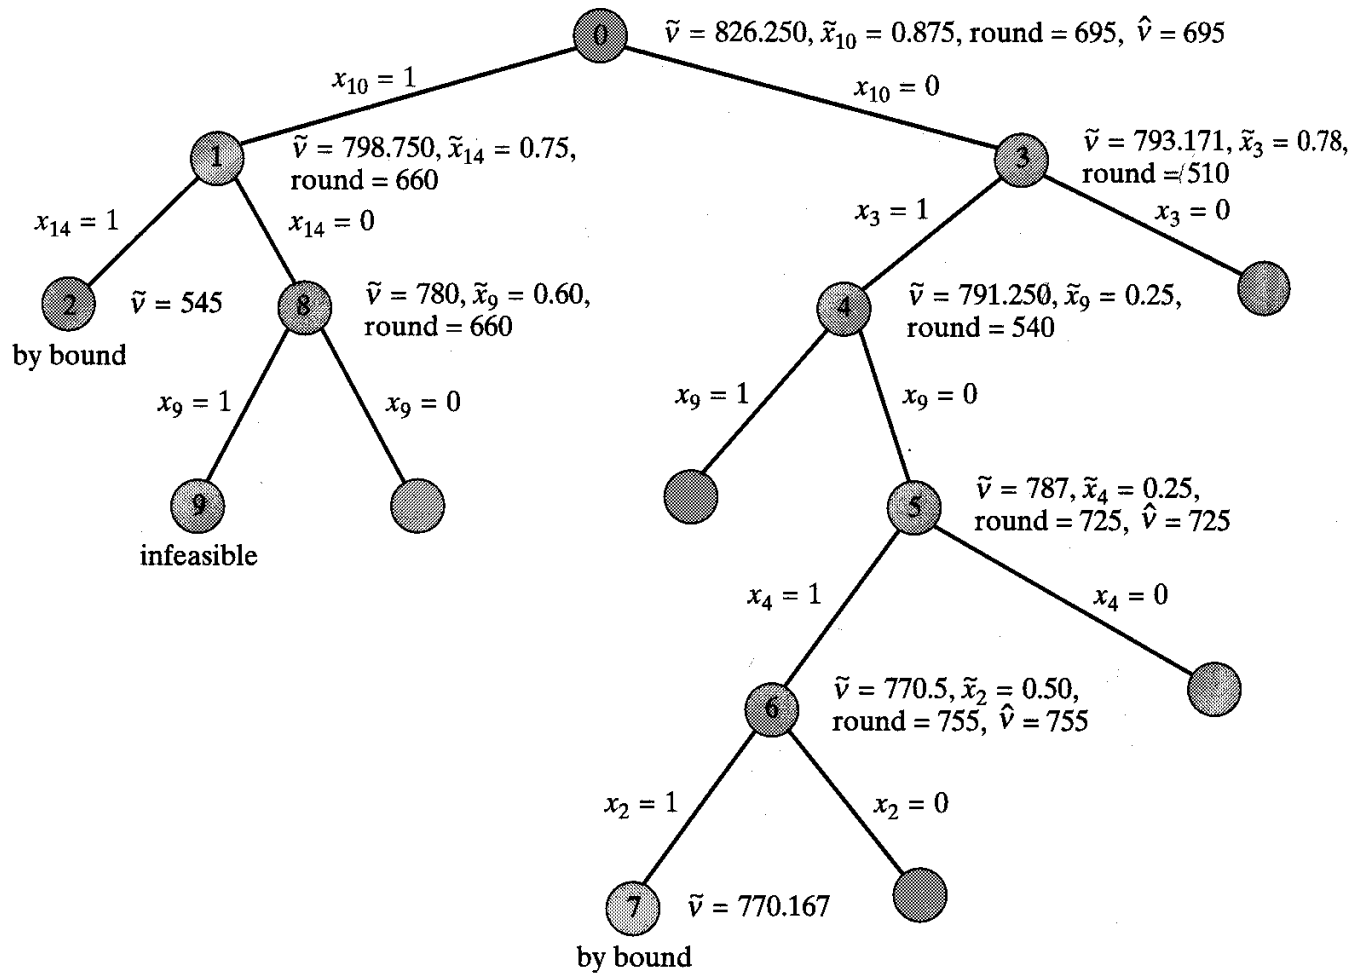 0
ṽ = 826.250, x̃₁₀ = 0.875, round = 695, v̂ = 695
x₁₀ = 1
x₁₀ = 0
1
ṽ = 798.750, x̃₁₄ = 0.75,
round = 660
3
ṽ = 793.171, x̃₃ = 0.78,
round = 510
x₁₄ = 1
x₁₄ = 0
x₃ = 1
x₃ = 0
2
ṽ = 545
by bound
8
ṽ = 780, x̃₉ = 0.60,
round = 660
4
ṽ = 791.250, x̃₉ = 0.25,
round = 540
x₉ = 1
x₉ = 0
x₉ = 1
x₉ = 0
9
infeasible
5
ṽ = 787, x̃₄ = 0.25,
round = 725, v̂ = 725
x₄ = 1
x₄ = 0
6
ṽ = 770.5, x̃₂ = 0.50,
round = 755, v̂ = 755
x₂ = 1
x₂ = 0
7
ṽ = 770.167
by bound